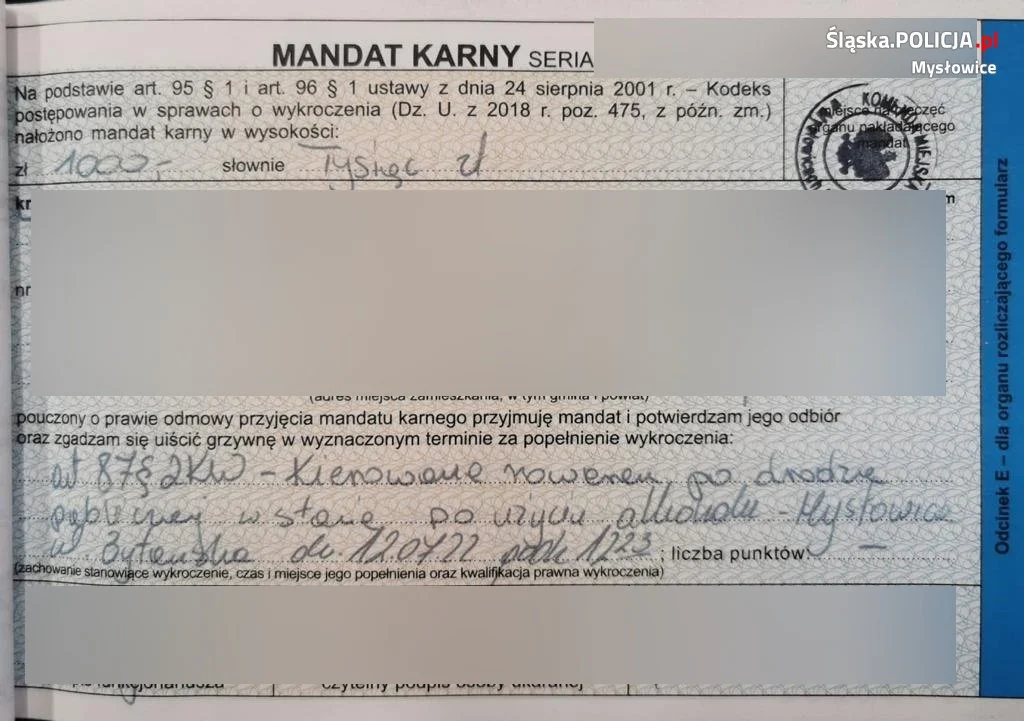 Śląska.POLICJA.pl
Mysłowice
MANDAT KARNY SERIA
Na podstawie art. 95 § 1 i art. 96 § 1 ustawy z dnia 24 sierpnia 2001 r. – Kodeks
postępowania w sprawach o wykroczenia (Dz. U. z 2018 r. poz. 475, z późn. zm.)
nałożono mandat karny w wysokości:
zł 1000,- słownie Tysiąc zł
miejsce na pieczęć
organu nakładającego
mandat
KOMENDA MIEJSKA
kr
m
nr
(adres miejsca zamieszkania, w tym gmina i powiat)
pouczony o prawie odmowy przyjęcia mandatu karnego przyjmuję mandat i potwierdzam jego odbiór
oraz zgadzam się uiścić grzywnę w wyznaczonym terminie za popełnienie wykroczenia:
art 87§2KW – Kierowanie rowerem po drodze
publicznej w stanie po użyciu alkoholu – Mysłowice
ul. Bytomska dn. 12.07.22 godz. 1223 ; liczba punktów: –
(zachowanie stanowiące wykroczenie, czas i miejsce jego popełnienia oraz kwalifikacja prawna wykroczenia)
funkcjonariusza
czytelny podpis osoby ukaranej
Odcinek E – dla organu rozliczającego formularz